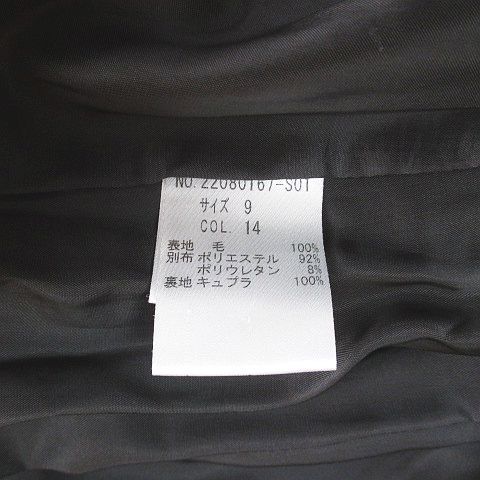 NO.22080167-S01
サイズ 9
COL. 14
表地 毛 100%
別布 ポリエステル 92%
ポリウレタン 8%
裏地 キュプラ 100%